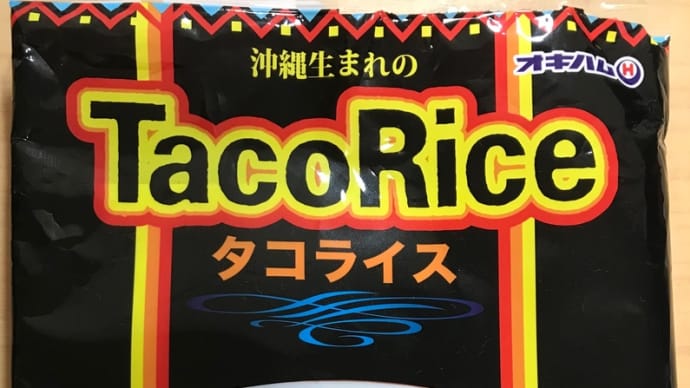 沖縄生まれの
オキハム H
TacoRice
タコライス